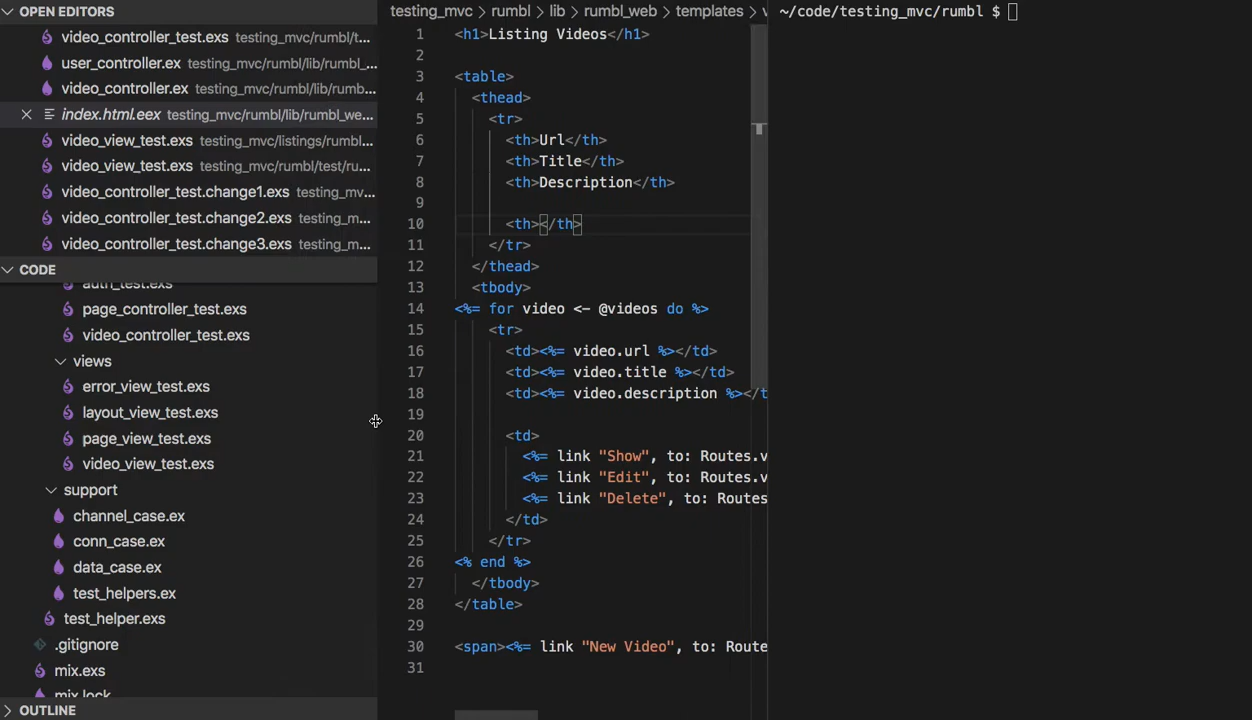 OPEN EDITORS
video_controller_test.exs testing_mvc/rumbl/t...
user_controller.ex testing_mvc/rumbl/lib/rumbl_...
video_controller.ex testing_mvc/rumbl/lib/rumb...
index.html.eex testing_mvc/rumbl/lib/rumbl_we...
video_view_test.exs testing_mvc/listings/rumbl...
video_view_test.exs testing_mvc/rumbl/test/ru...
video_controller_test.change1.exs testing_mv...
video_controller_test.change2.exs testing_m...
video_controller_test.change3.exs testing_m...
CODE
auth_test.exs
page_controller_test.exs
video_controller_test.exs
views
error_view_test.exs
layout_view_test.exs
page_view_test.exs
video_view_test.exs
support
channel_case.ex
conn_case.ex
data_case.ex
test_helpers.ex
test_helper.exs
.gitignore
mix.exs
mix.lock
OUTLINE
testing_mvc > rumbl > lib > rumbl_web > templates > v
1 <h1>Listing Videos</h1>
2
3 <table>
4 <thead>
5 <tr>
6 <th>Url</th>
7 <th>Title</th>
8 <th>Description</th>
9
10 <th></th>
11 </tr>
12 </thead>
13 <tbody>
14 <%= for video <- @videos do %>
15 <tr>
16 <td><%= video.url %></td>
17 <td><%= video.title %></td>
18 <td><%= video.description %></t
19
20 <td>
21 <%= link "Show", to: Routes.v
22 <%= link "Edit", to: Routes.v
23 <%= link "Delete", to: Routes
24 </td>
25 </tr>
26 <% end %>
27 </tbody>
28 </table>
29
30 <span><%= link "New Video", to: Route
31
~/code/testing_mvc/rumbl $